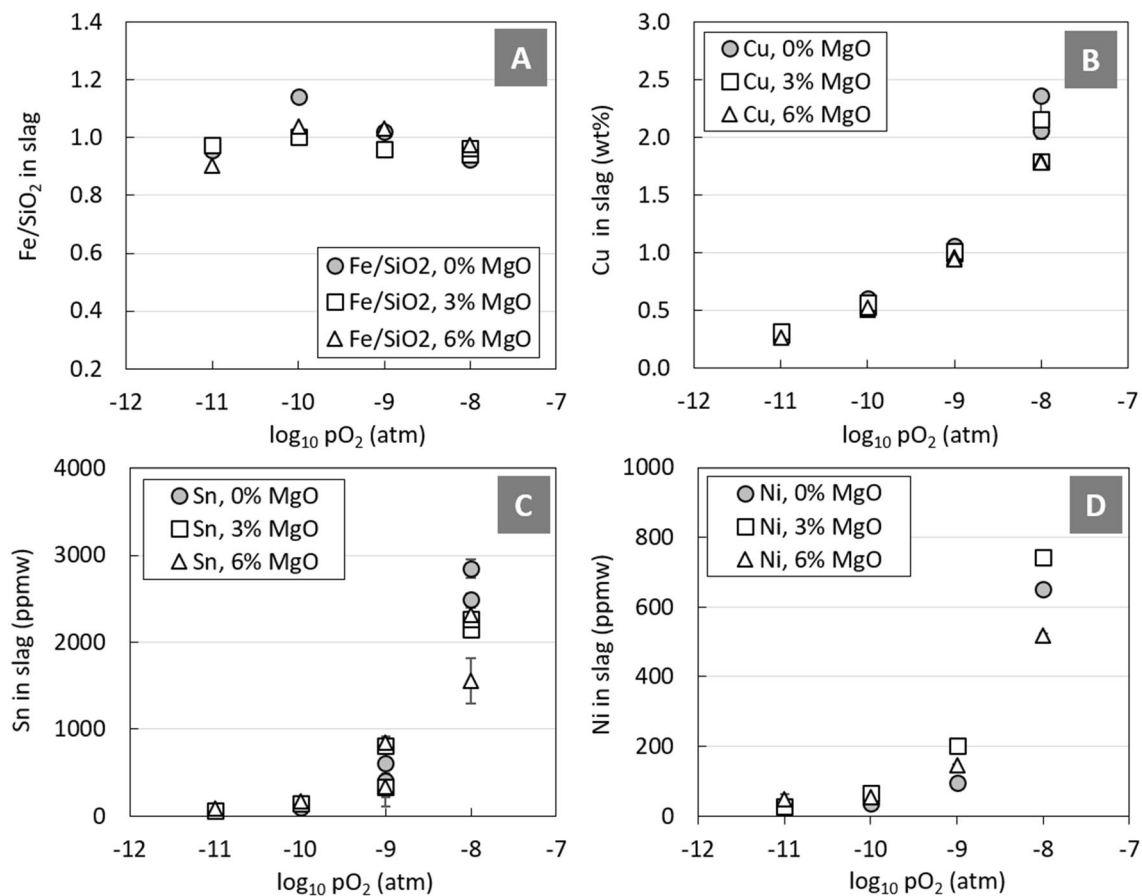 A
Fe/SiO₂ in slag
1.4
1.2
1.0
0.8
0.6
0.4
0.2
Fe/SiO2, 0% MgO
Fe/SiO2, 3% MgO
Fe/SiO2, 6% MgO
-12 -11 -10 -9 -8 -7
log₁₀ pO₂ (atm)
B
Cu in slag (wt%)
3.0
2.5
2.0
1.5
1.0
0.5
0.0
Cu, 0% MgO
Cu, 3% MgO
Cu, 6% MgO
-12 -11 -10 -9 -8 -7
log₁₀ pO₂ (atm)
C
Sn in slag (ppmw)
4000
3000
2000
1000
0
Sn, 0% MgO
Sn, 3% MgO
Sn, 6% MgO
-12 -11 -10 -9 -8 -7
log₁₀ pO₂ (atm)
D
Ni in slag (ppmw)
1000
800
600
400
200
0
Ni, 0% MgO
Ni, 3% MgO
Ni, 6% MgO
-12 -11 -10 -9 -8 -7
log₁₀ pO₂ (atm)